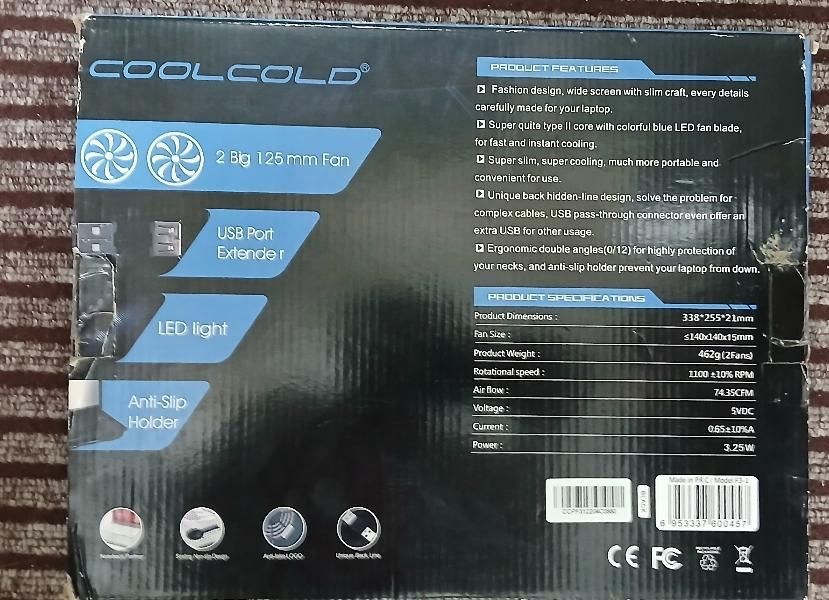 COOLCOLD®
2 Big 125mm Fan
USB Port
Extender
LED light
Anti-Slip
Holder
Unique Back Line
PRODUCT FEATURES
Fashion design, wide screen with slim craft, every details
carefully made for your laptop.
Super quite type II core with colorful blue LED fan blade,
for fast and instant cooling.
Super slim, super cooling, much more portable and
convenient for use.
Unique back hidden-line design, solve the problem for
complex cables, USB pass-through connector even offer an
extra USB for other usage.
Ergonomic double angles(0/12) for highly protection of
your necks, and anti-slip holder prevent your laptop from down.
PRODUCT SPECIFICATIONS
Product Dimensions : 338*255*21mm
Fan Size : ≤140x140x15mm
Product Weight : 462g(2Fans)
Rotational speed : 1100 ±10% RPM
Air flow : 74.35CFM
Voltage : 5VDC
Current : 0.65±10%A
Power : 3.25W
Made in P.R.C / Model F3-1
6 953337 600457
CE FC